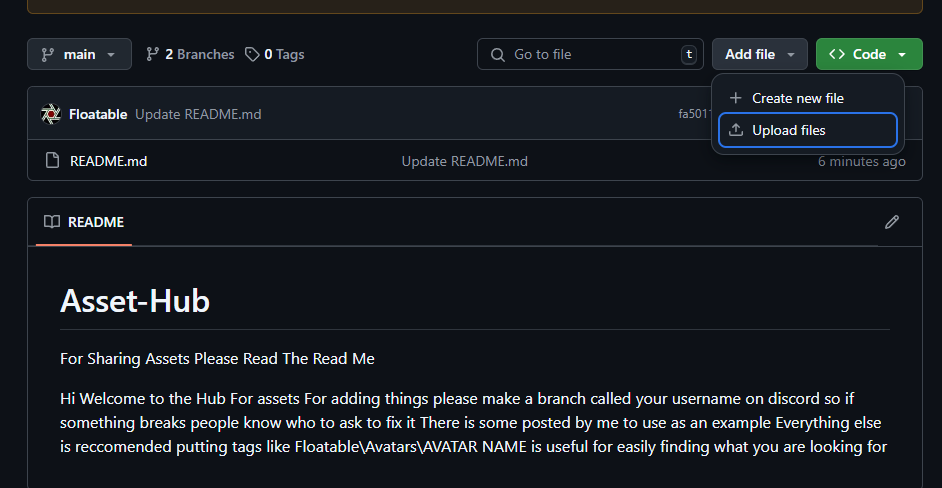 main 2 Branches 0 Tags Go to file t Add file Code
Create new file
Floatable Update README.md fa501
Upload files
README.md Update README.md 6 minutes ago
README
Asset-Hub
For Sharing Assets Please Read The Read Me
Hi Welcome to the Hub For assets For adding things please make a branch called your username on discord so if
something breaks people know who to ask to fix it There is some posted by me to use as an example Everything else
is reccomended putting tags like Floatable\Avatars\AVATAR NAME is useful for easily finding what you are looking for